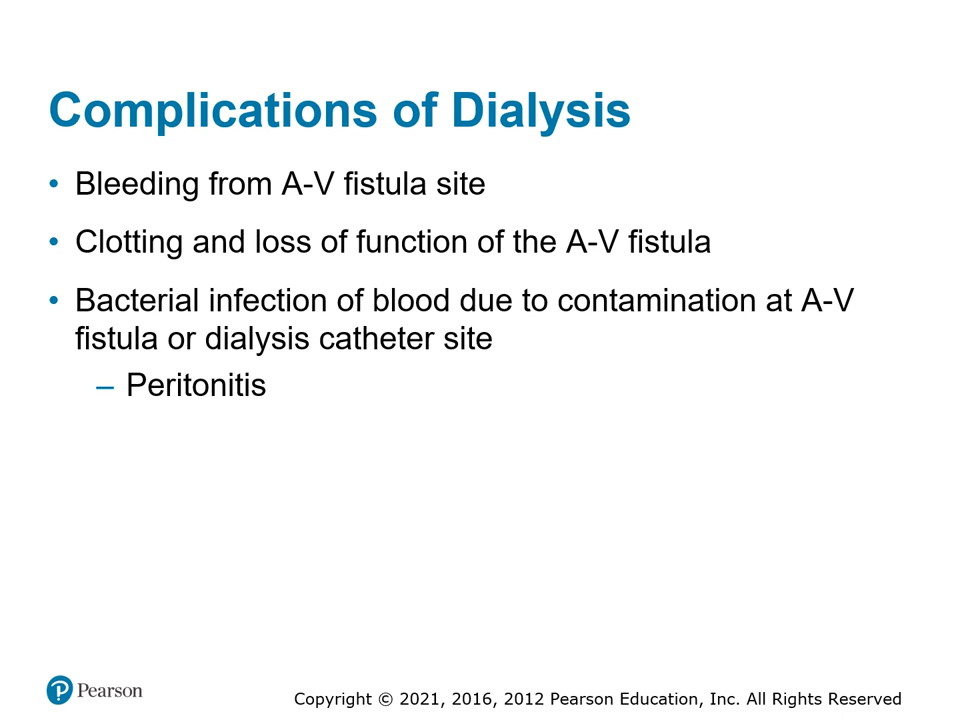 Complications of Dialysis
• Bleeding from A-V fistula site
• Clotting and loss of function of the A-V fistula
• Bacterial infection of blood due to contamination at A-V
fistula or dialysis catheter site
– Peritonitis
Pearson
Copyright © 2021, 2016, 2012 Pearson Education, Inc. All Rights Reserved